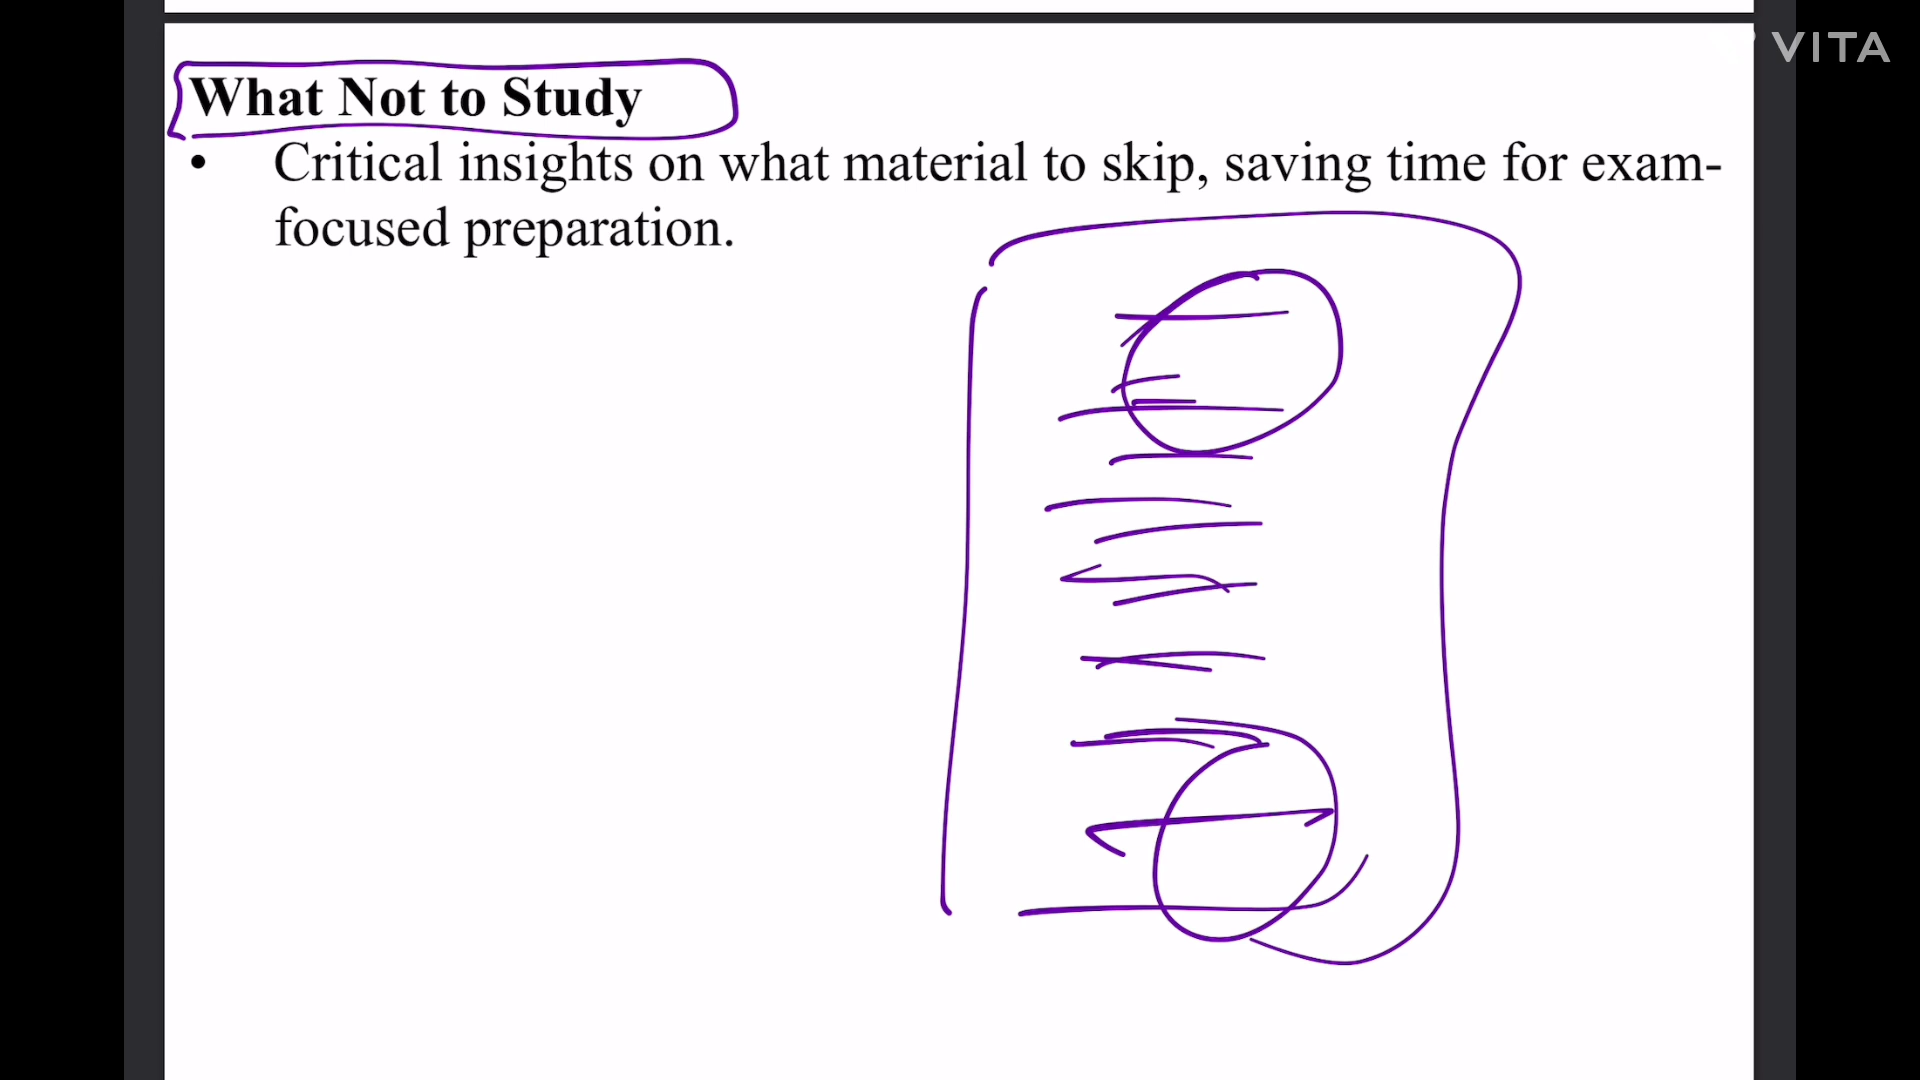 VITA
What Not to Study
• Critical insights on what material to skip, saving time for exam-
focused preparation.